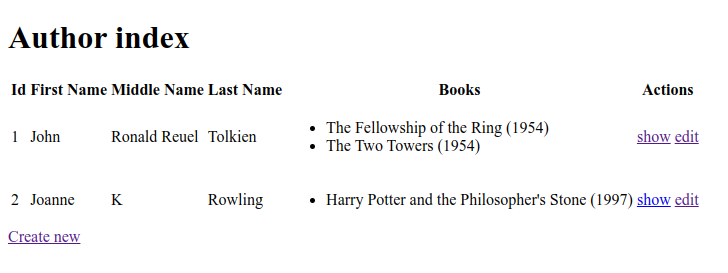 Author index
Id First Name Middle Name Last Name Books Actions
1 John Ronald Reuel Tolkien • The Fellowship of the Ring (1954) show edit
• The Two Towers (1954)
2 Joanne K Rowling • Harry Potter and the Philosopher's Stone (1997) show edit
Create new